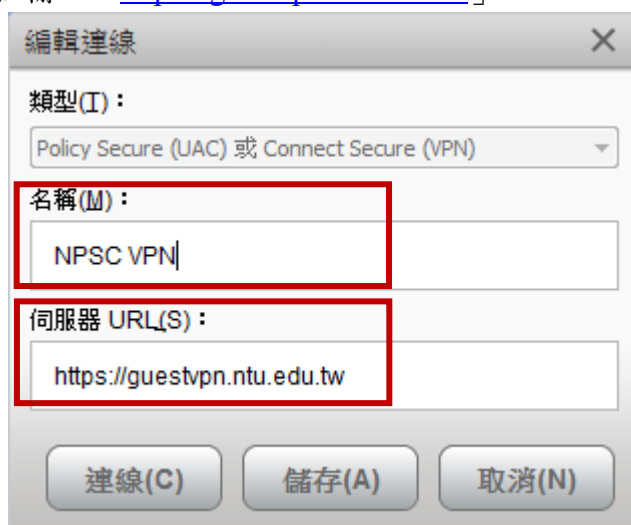 編輯連線
類型(T)：
Policy Secure (UAC) 或 Connect Secure (VPN)
名稱(M)：
NPSC VPN
伺服器 URL(S)：
https://guestvpn.ntu.edu.tw
連線(C) 儲存(A) 取消(N)